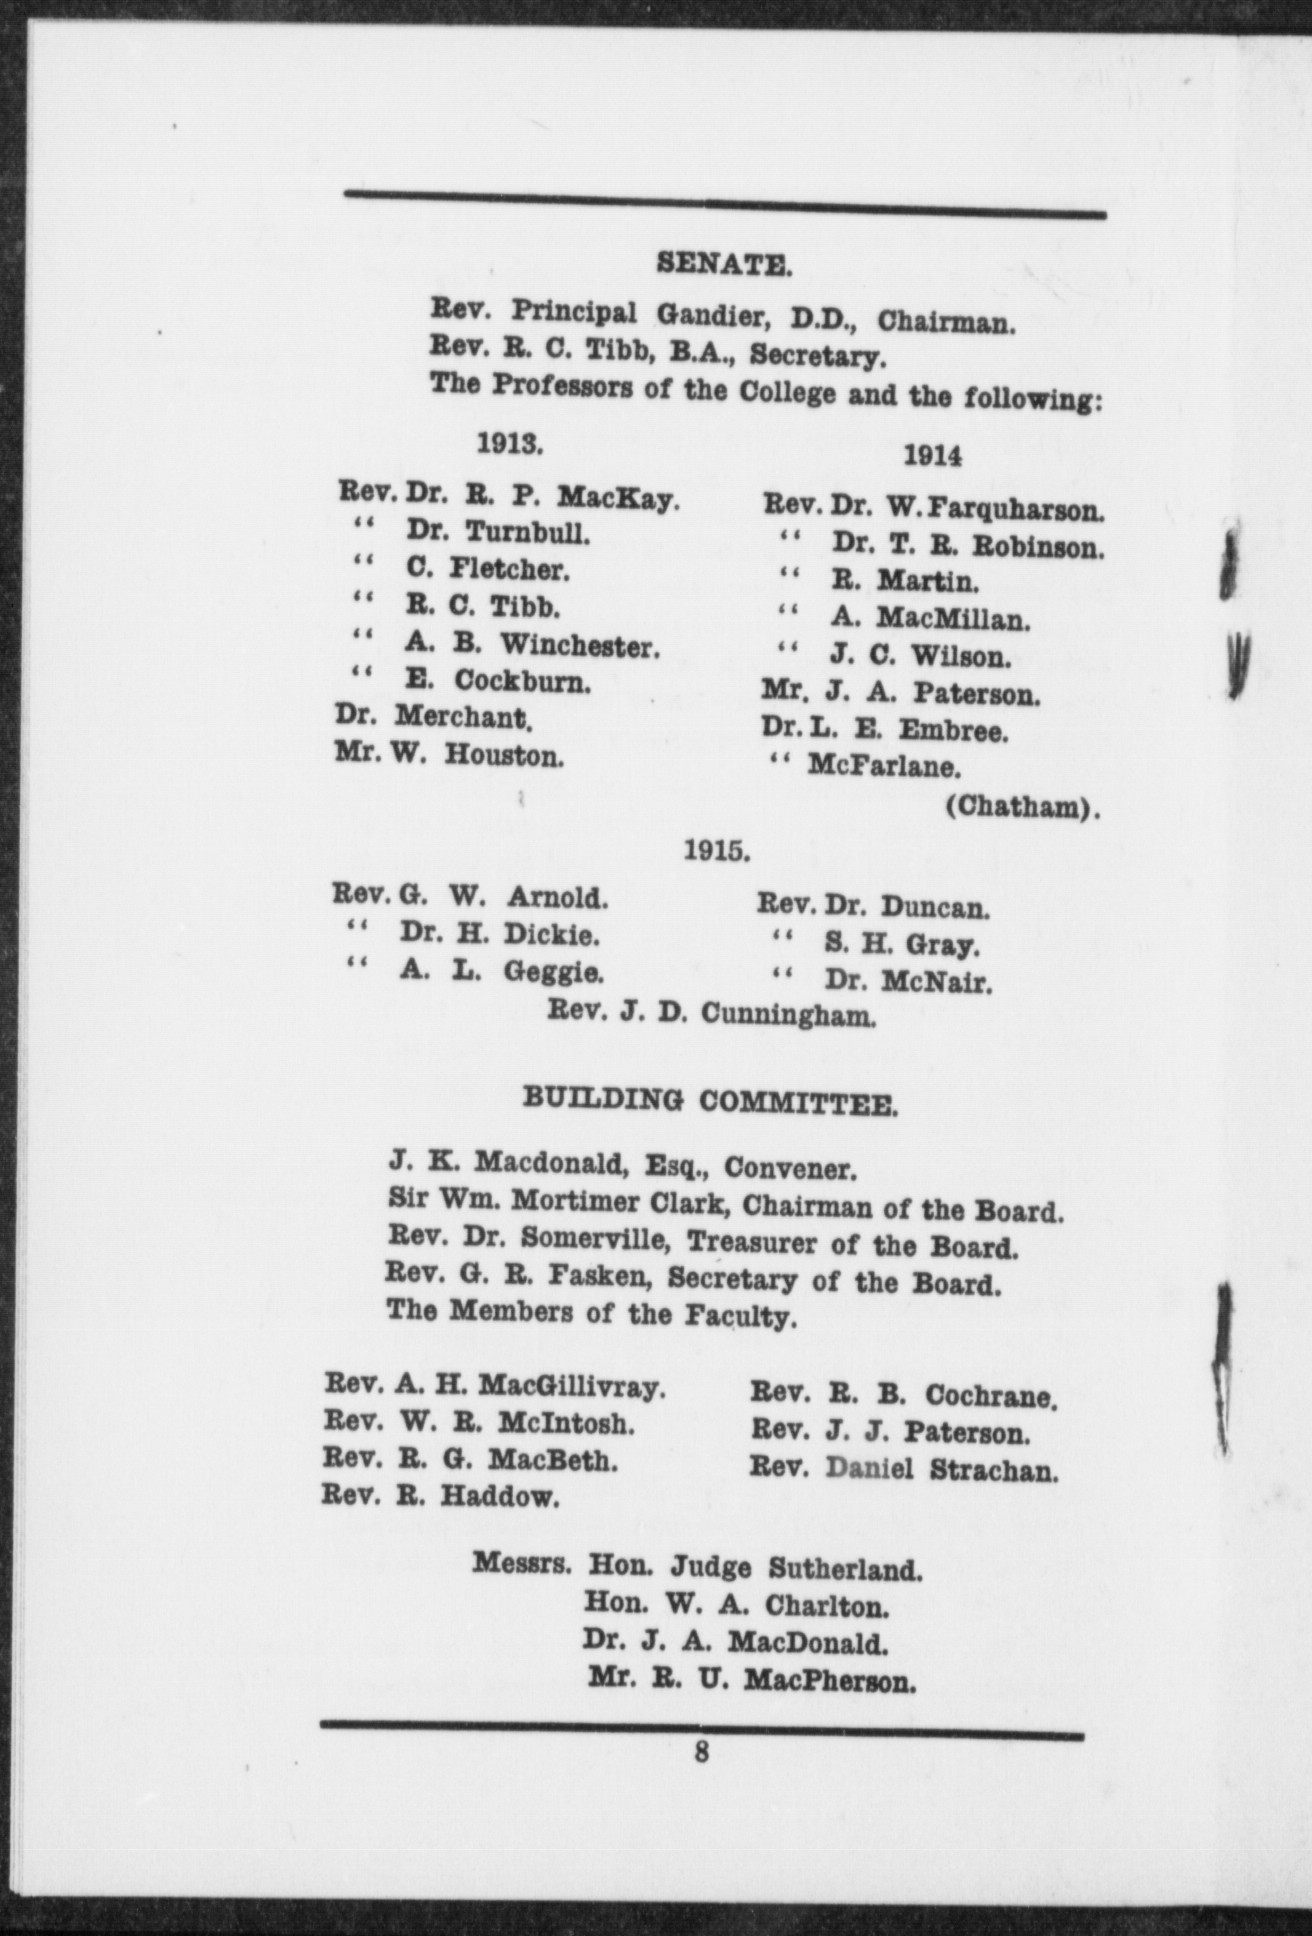 SENATE.
Rev. Principal Gandier, D.D., Chairman.
Rev. R. C. Tibb, B.A., Secretary.
The Professors of the College and the following:
1913.
Rev. Dr. R. P. MacKay.
“ Dr. Turnbull.
“ C. Fletcher.
“ R. C. Tibb.
“ A. B. Winchester.
“ E. Cockburn.
Dr. Merchant.
Mr. W. Houston.
1914
Rev. Dr. W. Farquharson.
“ Dr. T. R. Robinson.
“ R. Martin.
“ A. MacMillan.
“ J. C. Wilson.
Mr. J. A. Paterson.
Dr. L. E. Embree.
“ McFarlane.
(Chatham).
1915.
Rev. G. W. Arnold.
“ Dr. H. Dickie.
“ A. L. Geggie.
Rev. Dr. Duncan.
“ S. H. Gray.
“ Dr. McNair.
Rev. J. D. Cunningham.
BUILDING COMMITTEE.
J. K. Macdonald, Esq., Convener.
Sir Wm. Mortimer Clark, Chairman of the Board.
Rev. Dr. Somerville, Treasurer of the Board.
Rev. G. R. Fasken, Secretary of the Board.
The Members of the Faculty.
Rev. A. H. MacGillivray.
Rev. W. R. McIntosh.
Rev. R. G. MacBeth.
Rev. R. Haddow.
Rev. R. B. Cochrane.
Rev. J. J. Paterson.
Rev. Daniel Strachan.
Messrs. Hon. Judge Sutherland.
Hon. W. A. Charlton.
Dr. J. A. MacDonald.
Mr. R. U. MacPherson.
8